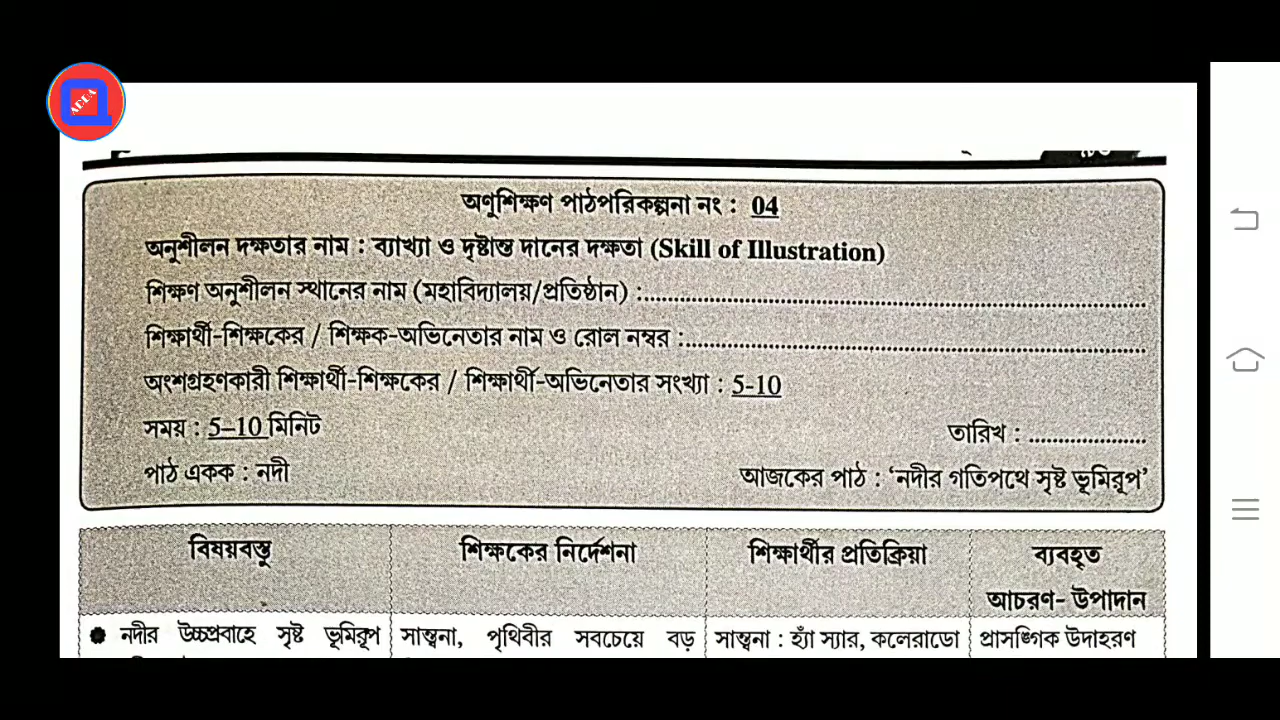 ADDA
অণুশিক্ষণ পাঠপরিকল্পনা নং : 04
অনুশীলন দক্ষতার নাম : ব্যাখ্যা ও দৃষ্টান্ত দানের দক্ষতা (Skill of Illustration)
শিক্ষণ অনুশীলন স্থানের নাম (মহাবিদ্যালয়/প্রতিষ্ঠান) :
শিক্ষার্থী-শিক্ষকের / শিক্ষক-অভিনেতার নাম ও রোল নম্বর :
অংশগ্রহণকারী শিক্ষার্থী-শিক্ষকের / শিক্ষার্থী-অভিনেতার সংখ্যা : 5-10
সময় : 5–10 মিনিট তারিখ :
পাঠ একক : নদী আজকের পাঠ : ‘নদীর গতিপথে সৃষ্ট ভূমিরূপ’
বিষয়বস্তু শিক্ষকের নির্দেশনা শিক্ষার্থীর প্রতিক্রিয়া ব্যবহৃত
আচরণ- উপাদান
নদীর উচ্চপ্রবাহে সৃষ্ট ভূমিরূপ সান্ত্বনা, পৃথিবীর সবচেয়ে বড় সান্ত্বনা : হ্যাঁ স্যার, কলেরাডো প্রাসঙ্গিক উদাহরণ